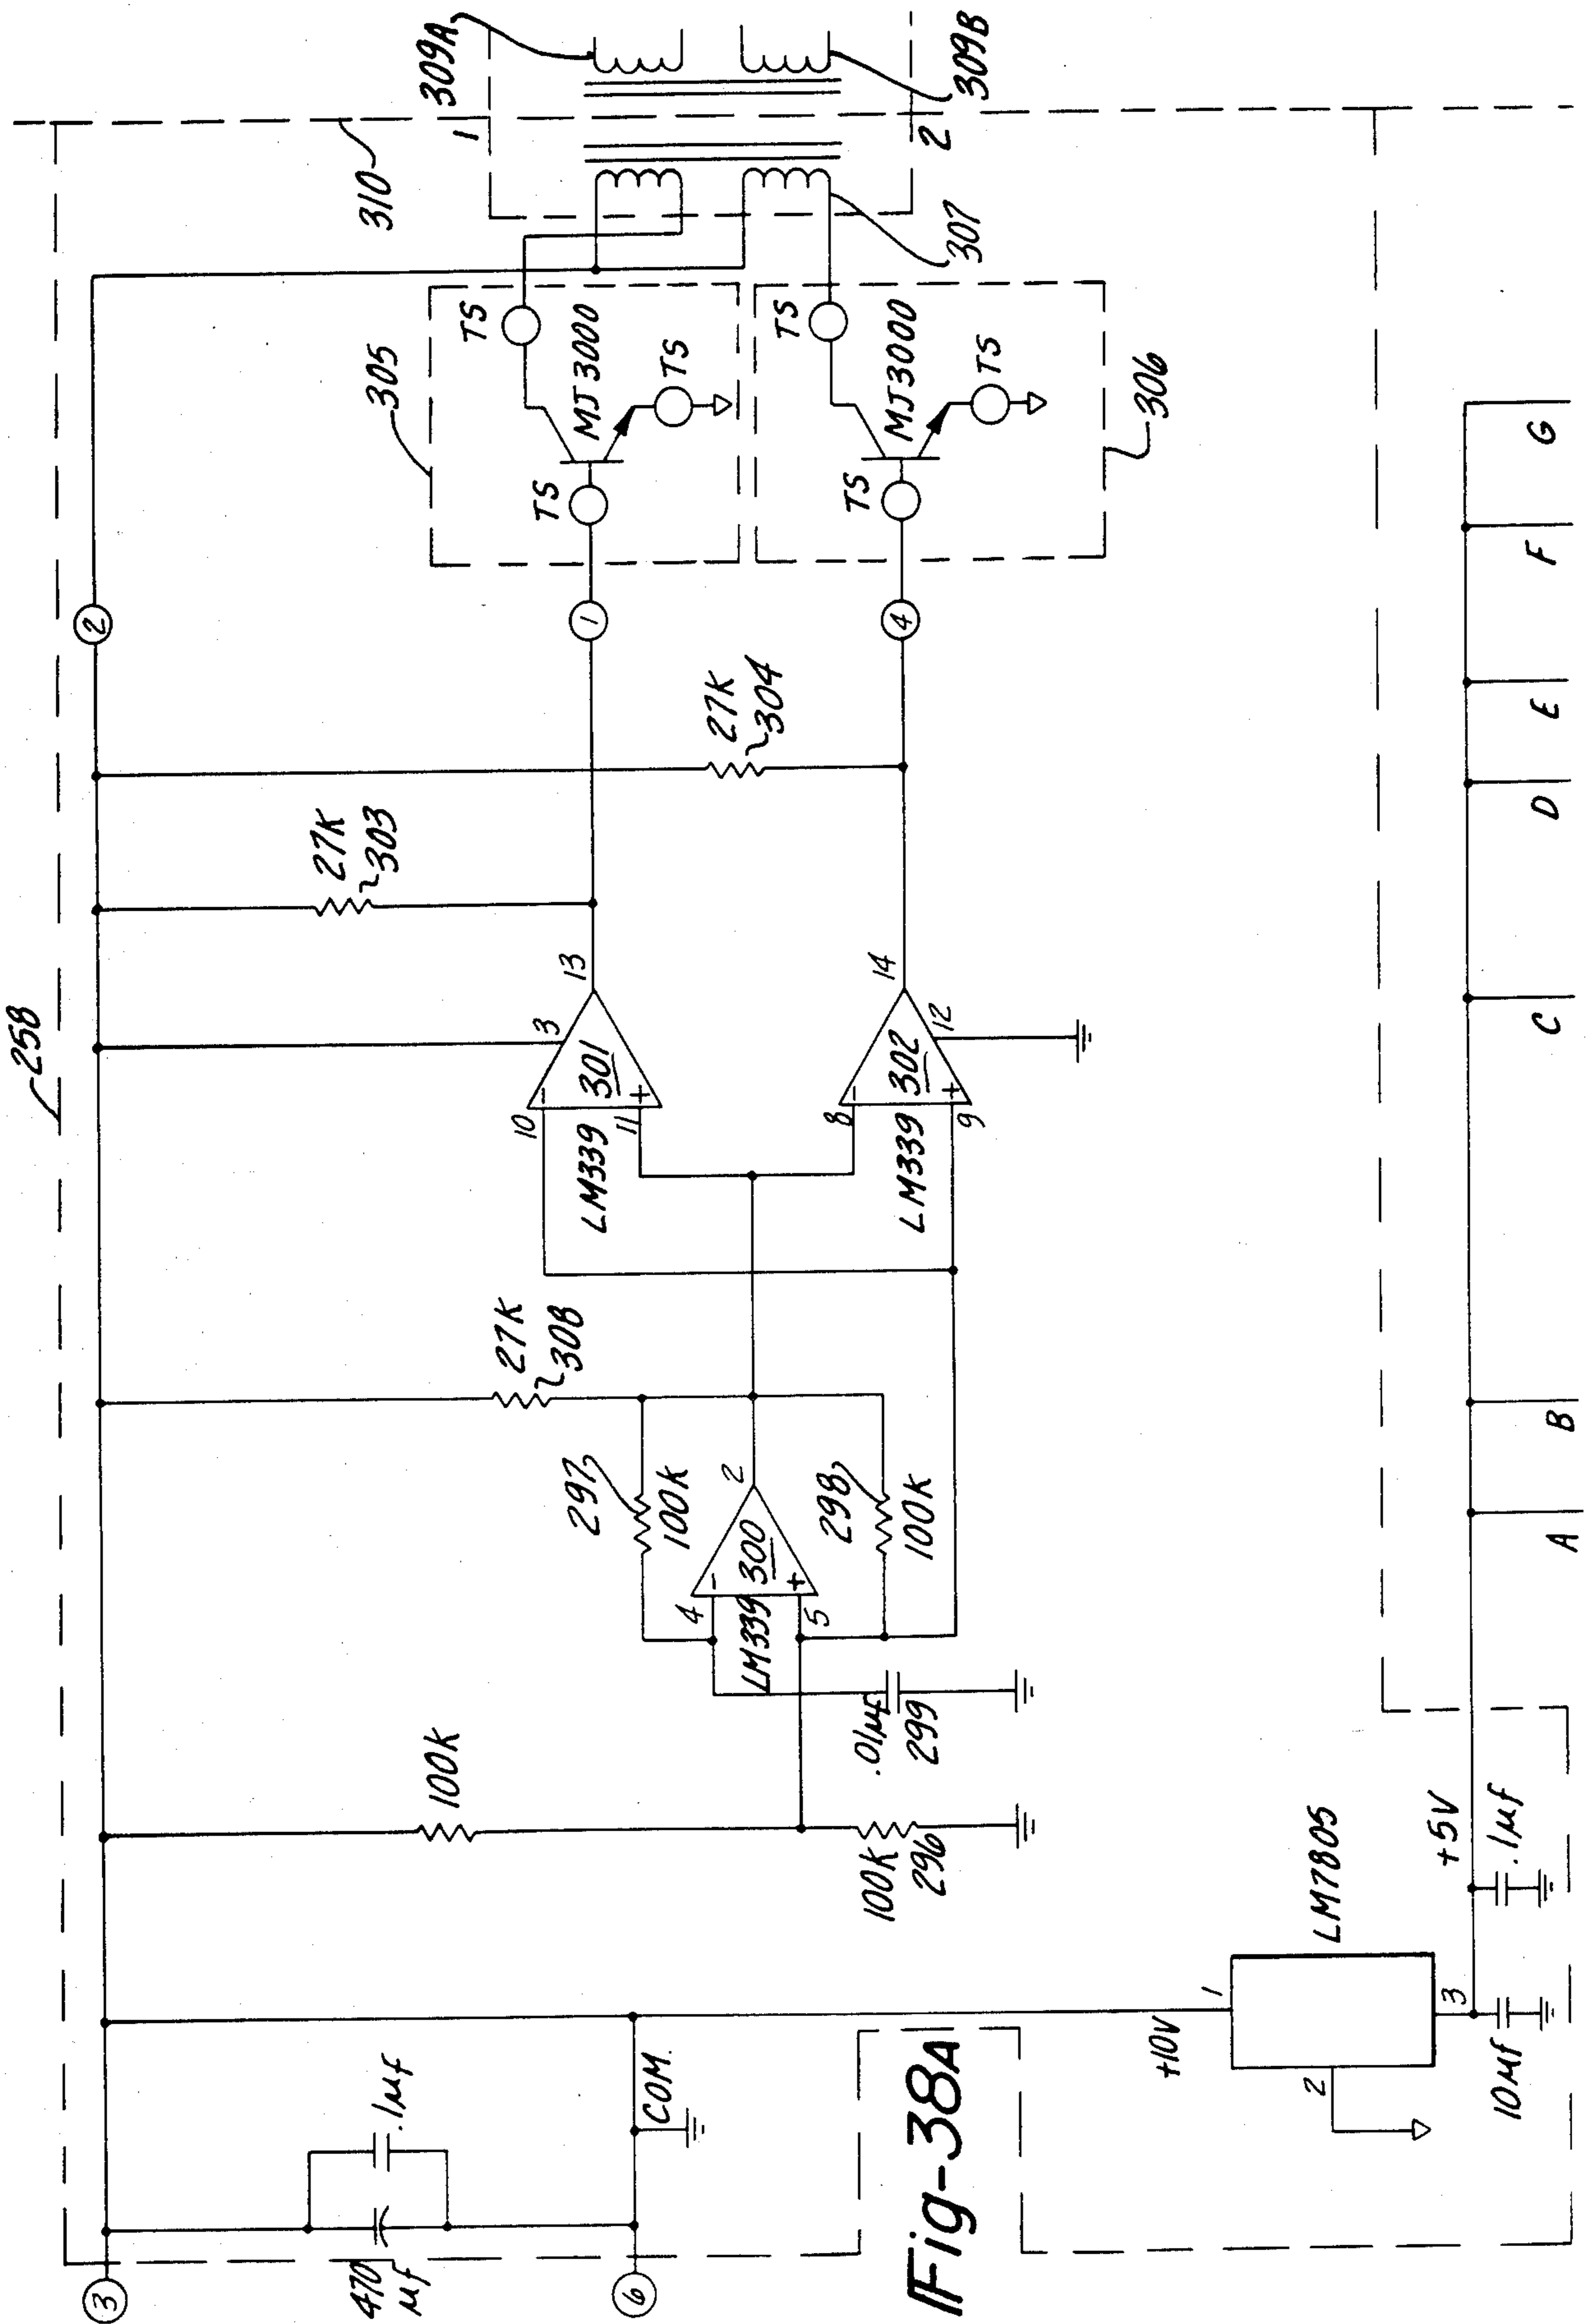 258
3
470
µf
.1µf
6
COM.
100K
100K
296
.01µf
299
297
100K
4
LM339
5
300
-
+
2
298
100K
27K
308
10
LM339
11
301
-
+
3
13
8
LM339
9
302
-
+
12
14
27K
303
27K
304
2
1
4
305
TS
TS
MJ3000
TS
TS
TS
MJ3000
TS
306
310
1
2
307
309A
309B
Fig-38A
+10V
1
2
LM7805
3
10µf
+5V
.1µf
A
B
C
D
E
F
G